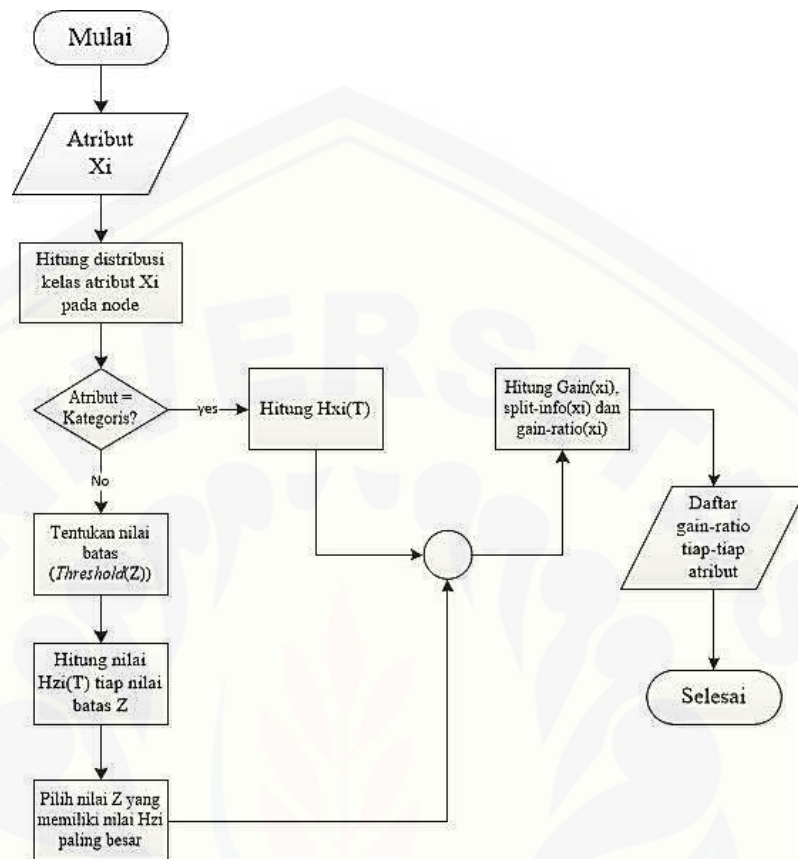 Mulai
Atribut
Xi
Hitung distribusi
kelas atribut Xi
pada node
Atribut =
Kategoris?
yes
Hitung Hxi(T)
Hitung Gain(xi),
split-info(xi) dan
gain-ratio(xi)
No
Tentukan nilai
batas
(Threshold(Z))
Daftar
gain-ratio
tiap-tiap
atribut
Hitung nilai
Hzi(T) tiap nilai
batas Z
Selesai
Pilih nilai Z yang
memiliki nilai Hzi
paling besar